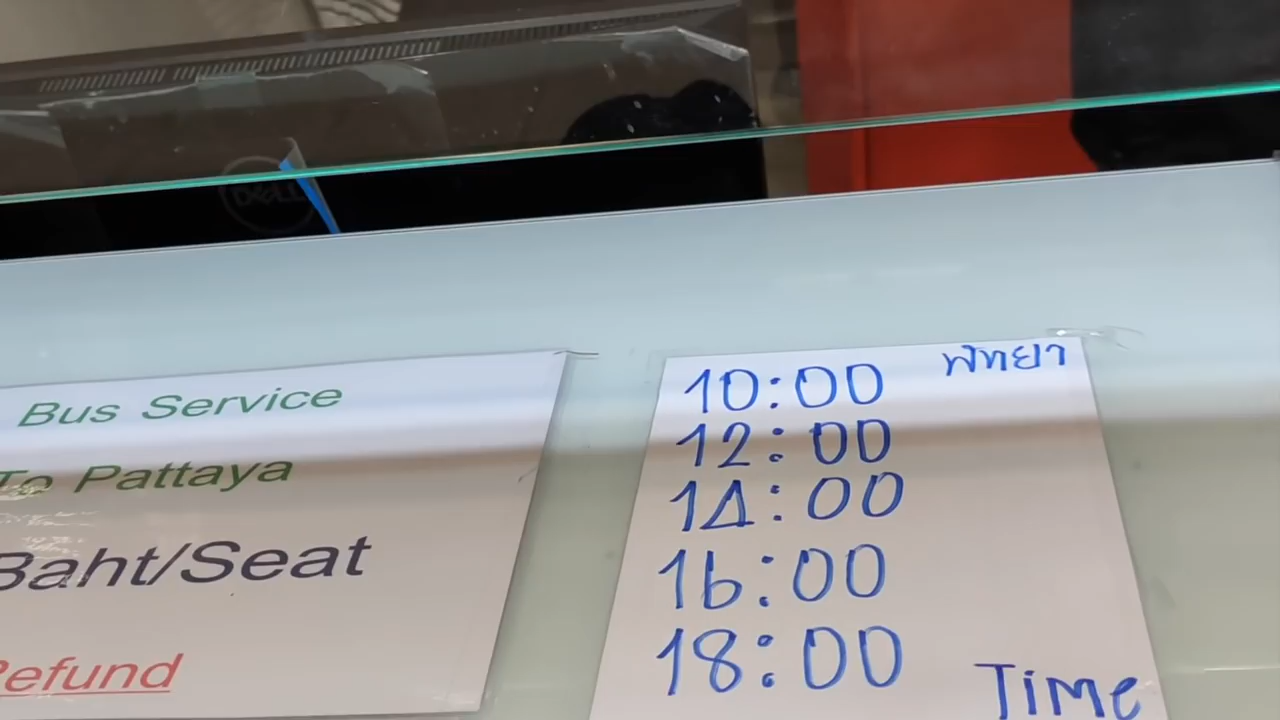 DELL
Bus Service
To Pattaya
Baht/Seat
Refund
พัทยา
10:00
12:00
14:00
16:00
18:00
Time